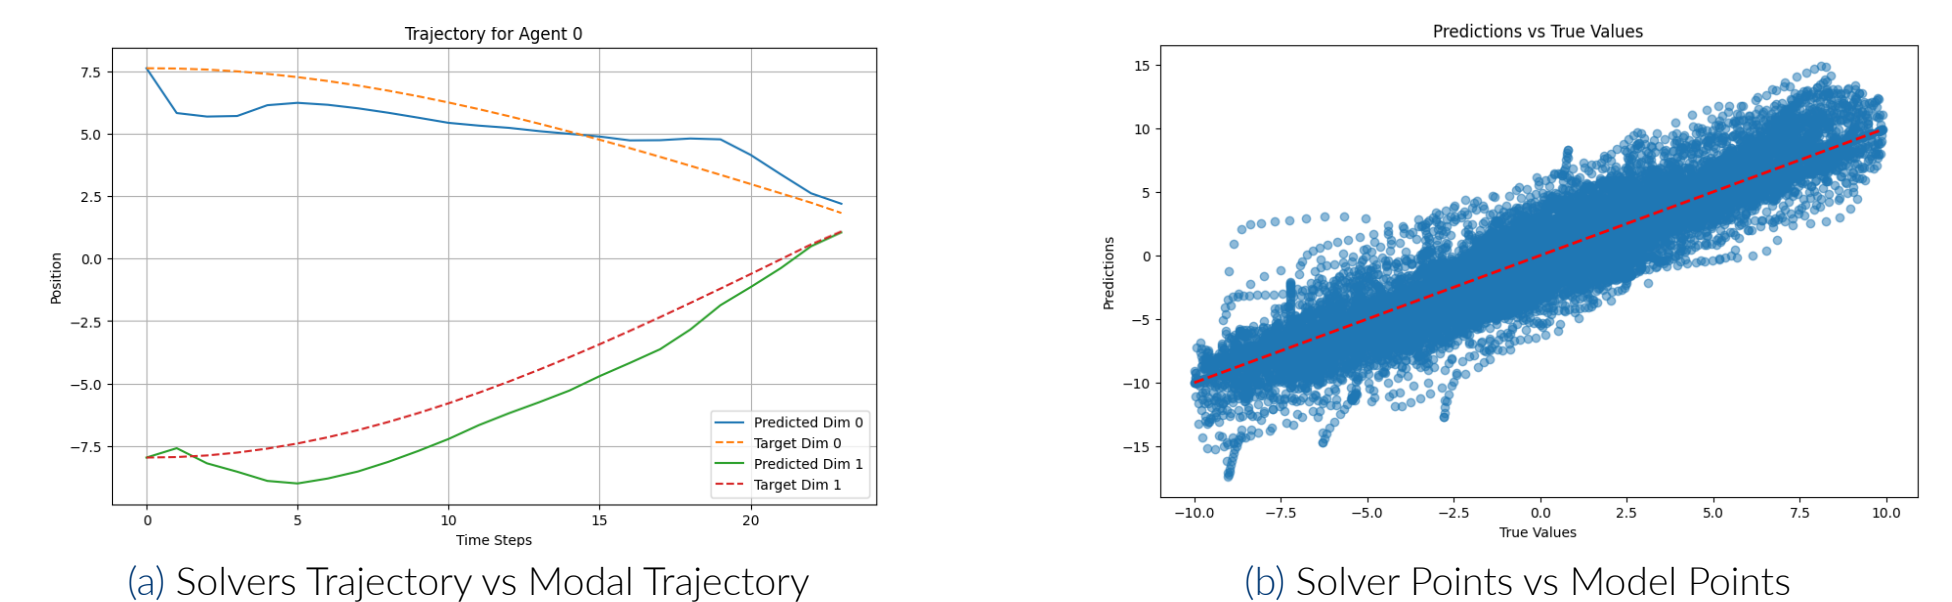 Trajectory for Agent 0
7.5
5.0
2.5
0.0
−2.5
−5.0
−7.5
Position
Predicted Dim 0
Target Dim 0
Predicted Dim 1
Target Dim 1
0 5 10 15 20
Time Steps
(a) Solvers Trajectory vs Modal Trajectory
Predictions vs True Values
15
10
5
0
−5
−10
−15
Predictions
−10.0 −7.5 −5.0 −2.5 0.0 2.5 5.0 7.5 10.0
True Values
(b) Solver Points vs Model Points